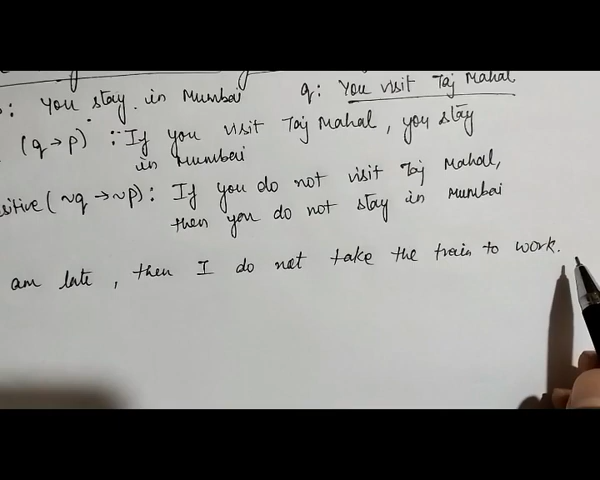 : You stay in Mumbai q: You visit Taj Mahal
(q→p) : If you visit Taj Mahal, you stay
in Mumbai
sitive (~q→~p): If you do not visit Taj Mahal,
then you do not stay in Mumbai
am late, then I do not take the train to work.